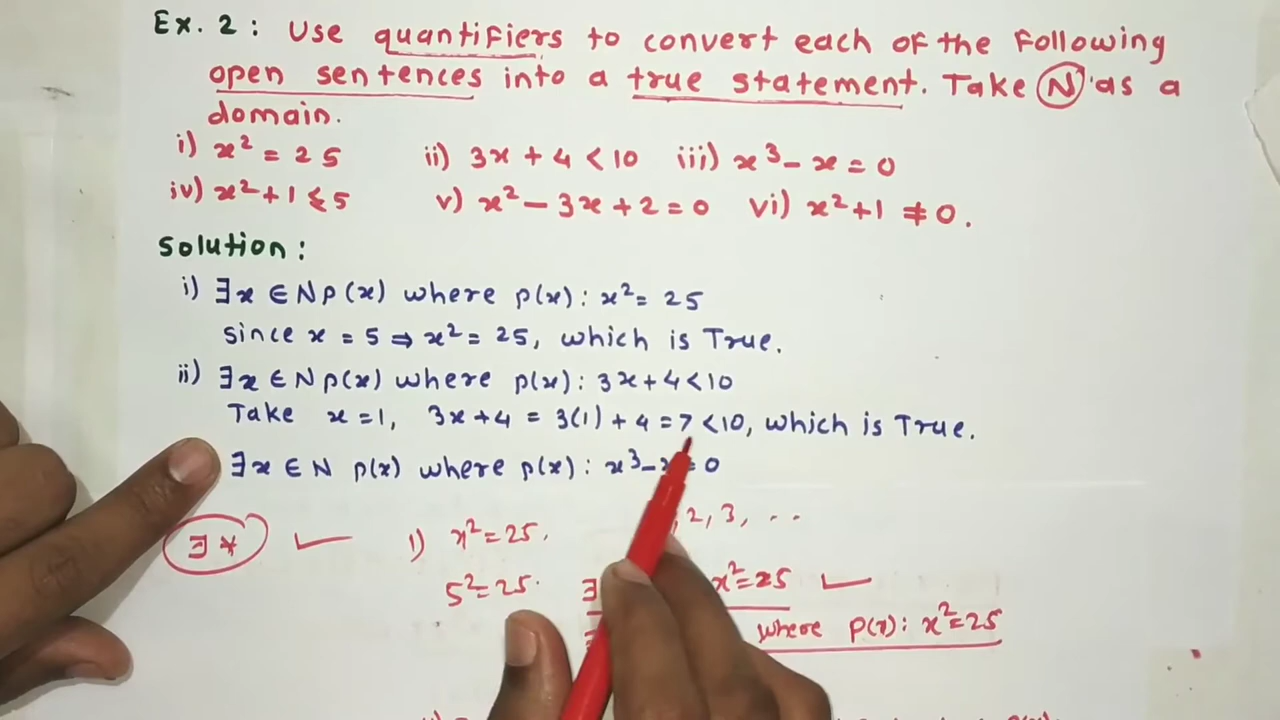 Ex. 2 : Use quantifiers to convert each of the following
open sentences into a true statement. Take N as a
domain.
i) x² = 25 ii) 3x + 4 < 10 iii) x³ - x = 0
iv) x² + 1 ≤ 5 v) x² - 3x + 2 = 0 vi) x² + 1 ≠ 0.
Solution :
i) ∃x ∈ N p(x) where p(x) : x² = 25
since x = 5 ⇒ x² = 25, which is True.
ii) ∃x ∈ N p(x) where p(x) : 3x + 4 < 10
Take x = 1, 3x + 4 = 3(1) + 4 = 7 < 10, which is True.
∃x ∈ N p(x) where p(x) : x³ - x = 0
, 2, 3, ..
∃ ∀ 1) x² = 25.
5² = 25. ∃ x² = 25
where p(x) : x² = 25